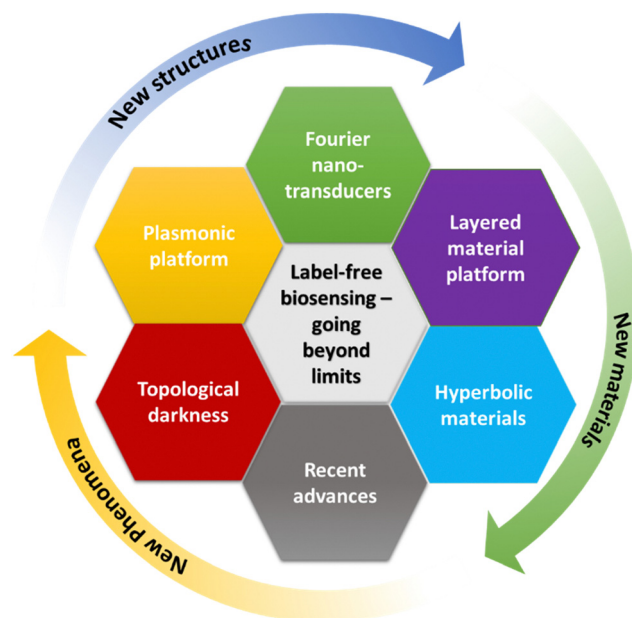 New structures
Fourier
nano-
transducers
Plasmonic
platform
Layered
material
platform
Label-free
biosensing –
going
beyond
limits
New materials
Topological
darkness
Hyperbolic
materials
Recent
advances
New Phenomena